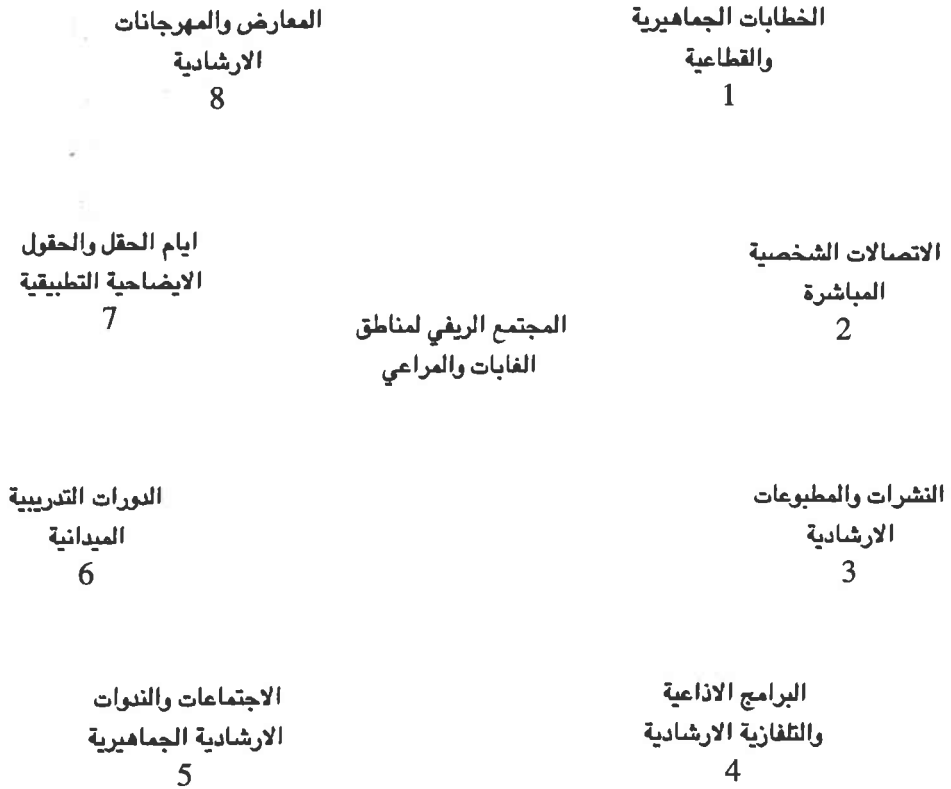 الخطابات الجماهيرية
والقطاعية
1
الاتصالات الشخصية
المباشرة
2
النشرات والمطبوعات
الارشادية
3
البرامج الاذاعية
والتلفازية الارشادية
4
الاجتماعات والندوات
الارشادية الجماهيرية
5
الدورات التدريبية
الميدانية
6
ايام الحقل والحقول
الايضاحية التطبيقية
7
المعارض والمهرجانات
الارشادية
8
المجتمع الريفي لمناطق
الغابات والمراعي